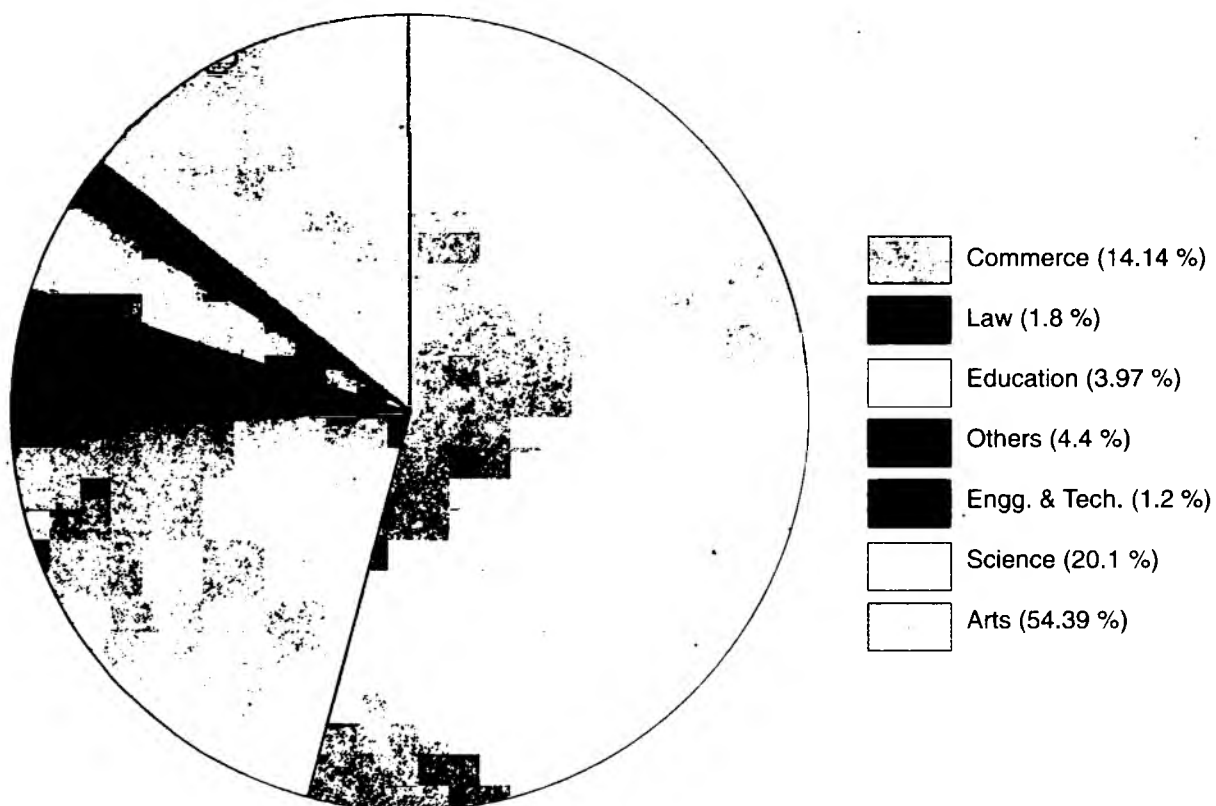 Commerce (14.14 %)
Law (1.8 %)
Education (3.97 %)
Others (4.4 %)
Engg. & Tech. (1.2 %)
Science (20.1 %)
Arts (54.39 %)